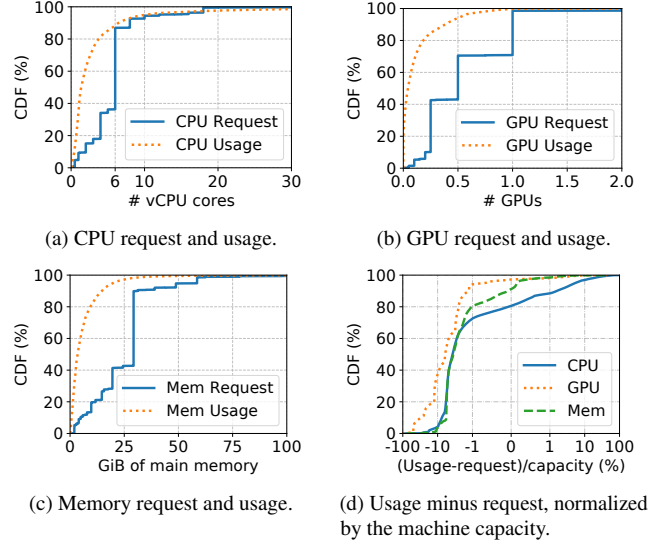 100
80
60
40
20
0
CDF (%)
CPU Request
CPU Usage
0 6 10 20 30
# vCPU cores
(a) CPU request and usage.
100
80
60
40
20
0
CDF (%)
GPU Request
GPU Usage
0.0 0.5 1.0 1.5 2.0
# GPUs
(b) GPU request and usage.
100
80
60
40
20
0
CDF (%)
Mem Request
Mem Usage
0 25 50 75 100
GiB of main memory
(c) Memory request and usage.
100
80
60
40
20
0
CDF (%)
CPU
GPU
Mem
-100 -10 -1 0 1 10 100
(Usage-request)/capacity (%)
(d) Usage minus request, normalized
by the machine capacity.